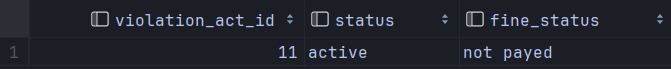 violation_act_id status fine_status
1 11 active not payed